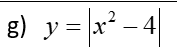 g) y = |x² − 4|